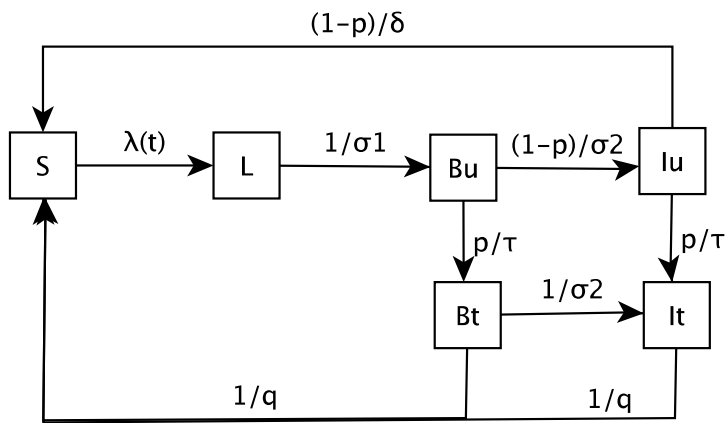 (1-p)/δ
S
λ(t)
L
1/σ1
Bu
(1-p)/σ2
Iu
p/τ
p/τ
Bt
1/σ2
It
1/q
1/q